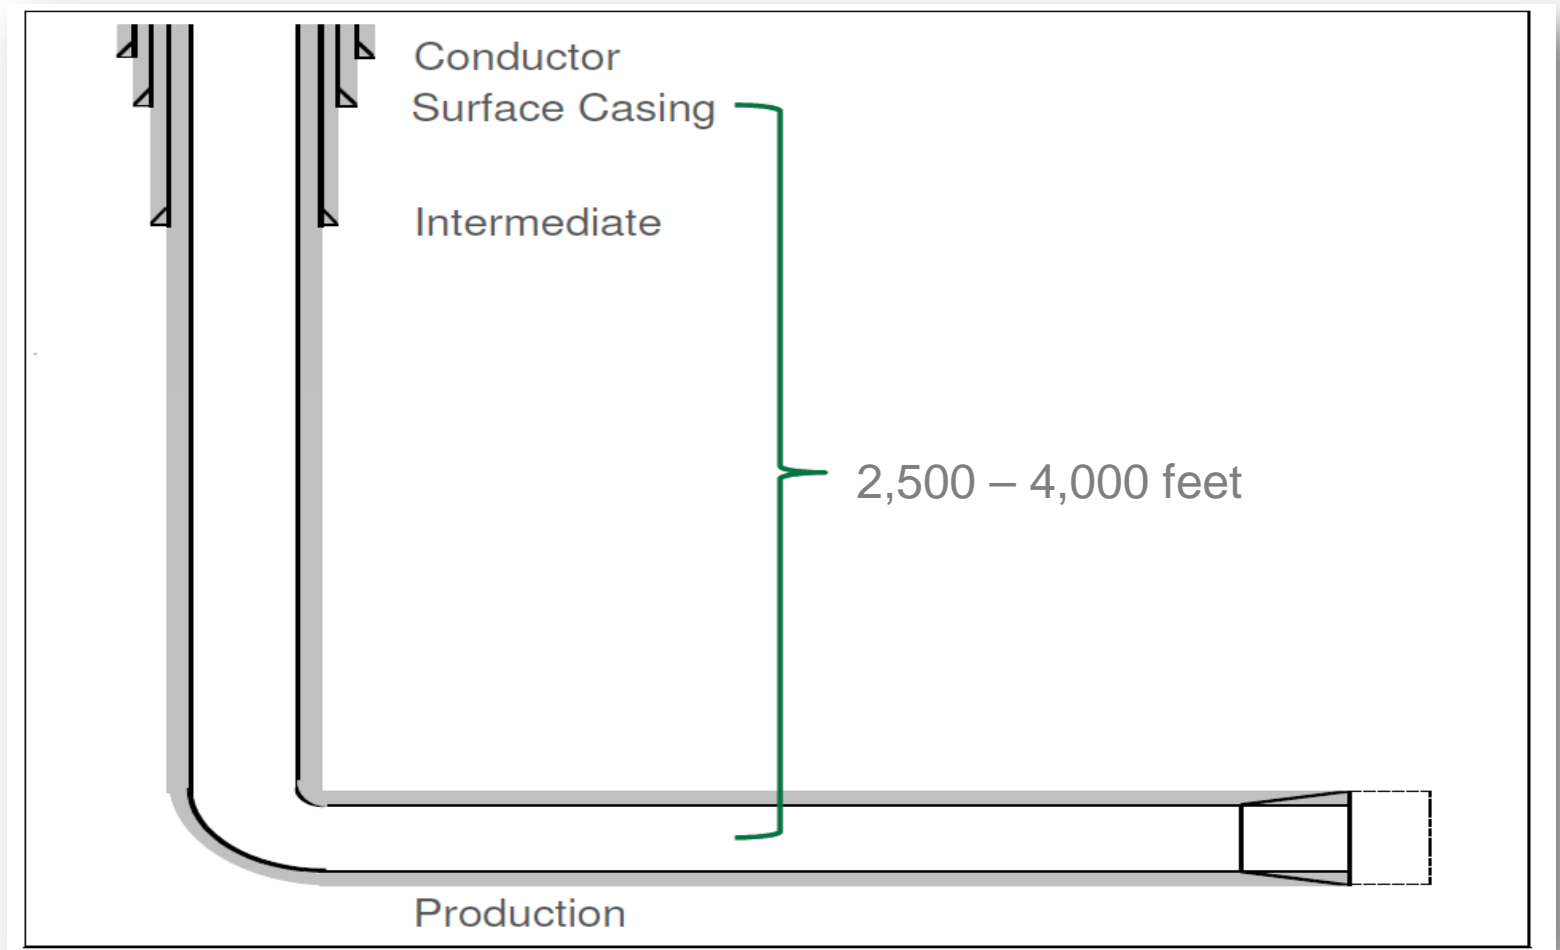 Conductor
Surface Casing
Intermediate
2,500 – 4,000 feet
Production